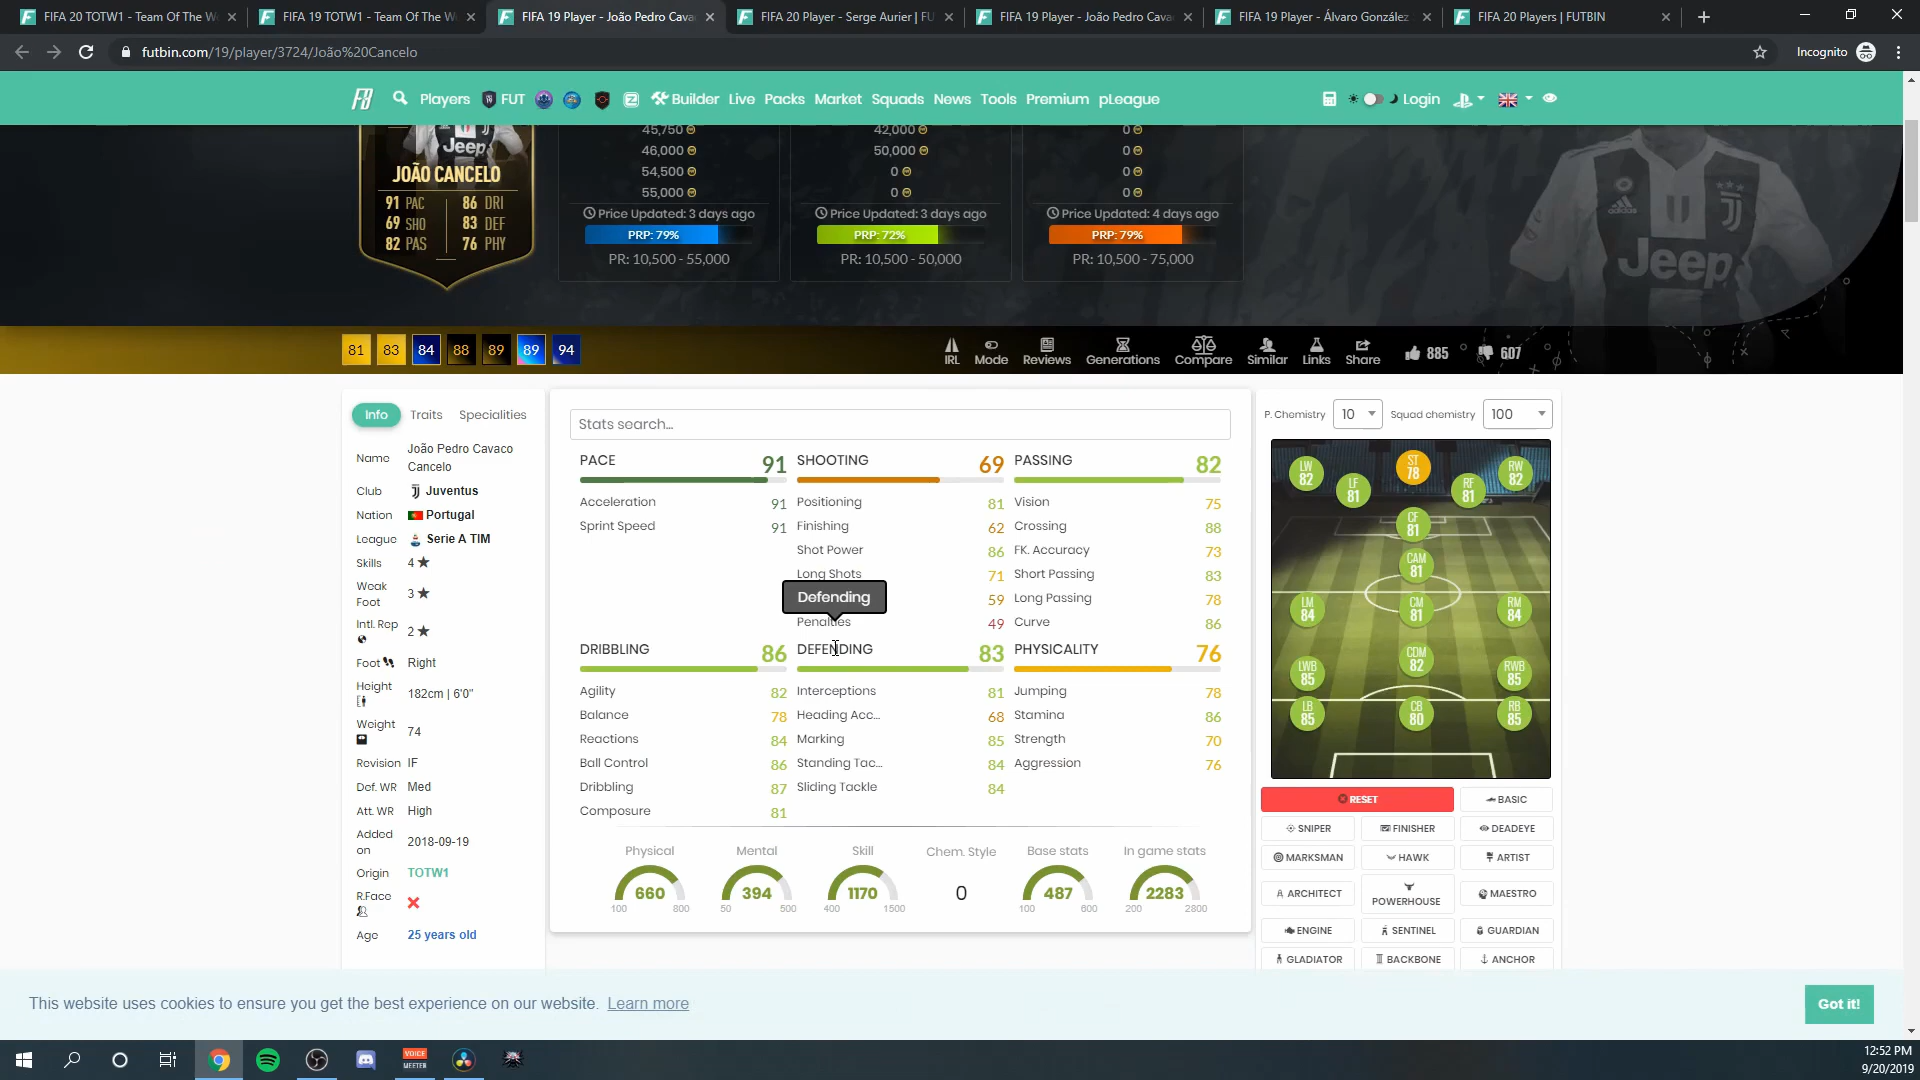 FIFA 20 TOTW1 - Team Of The W
FIFA 19 TOTW1 - Team Of The W
FIFA 19 Player - João Pedro Cava
FIFA 20 Player - Serge Aurier | FU
FIFA 19 Player - João Pedro Cava
FIFA 19 Player - Álvaro González
FIFA 20 Players | FUTBIN
futbin.com/19/player/3724/João%20Cancelo
Incognito
Players FUT Builder Live Packs Market Squads News Tools Premium pLeague Login
Jeep
JOÃO CANCELO
91 PAC 86 DRI
69 SHO 83 DEF
82 PAS 76 PHY
45,750
46,000
54,500
55,000
Price Updated: 3 days ago
PRP: 79%
PR: 10,500 - 55,000
42,000
50,000
0
0
Price Updated: 3 days ago
PRP: 72%
PR: 10,500 - 50,000
0
0
0
0
Price Updated: 4 days ago
PRP: 79%
PR: 10,500 - 75,000
adidas
Jeep
81 83 84 88 89 89 94
IRL Mode Reviews Generations Compare Similar Links Share 885 607
Info Traits Specialities
Name João Pedro Cavaco
Cancelo
Club Juventus
Nation Portugal
League Serie A TIM
Skills 4
Weak
Foot 3
Intl. Rep 2
Foot Right
Height 182cm | 6'0"
Weight 74
Revision IF
Def. WR Med
Att. WR High
Added
on 2018-09-19
Origin TOTW1
R.Face
Age 25 years old
Stats search...
PACE 91
Acceleration 91
Sprint Speed 91
SHOOTING 69
Positioning 81
Finishing 62
Shot Power 86
Long Shots 71
Defending
59
Penalties 49
PASSING 82
Vision 75
Crossing 88
FK. Accuracy 73
Short Passing 83
Long Passing 78
Curve 86
DRIBBLING 86
Agility 82
Balance 78
Reactions 84
Ball Control 86
Dribbling 87
Composure 81
DEFENDING 83
Interceptions 81
Heading Acc... 68
Marking 85
Standing Tac... 84
Sliding Tackle 84
PHYSICALITY 76
Jumping 78
Stamina 86
Strength 70
Aggression 76
Physical Mental Skill Chem. Style Base stats In game stats
660 394 1170 0 487 2283
100 800 50 500 400 1500 100 600 200 2800
P. Chemistry 10 Squad chemistry 100
LW 82
LF 81
ST 78
RF 81
RW 82
CF 81
CAM 81
LM 84
CM 81
RM 84
CDM 82
LWB 85
RWB 85
LB 85
CB 80
RB 85
RESET BASIC
SNIPER FINISHER DEADEYE
MARKSMAN HAWK ARTIST
ARCHITECT POWERHOUSE MAESTRO
ENGINE SENTINEL GUARDIAN
GLADIATOR BACKBONE ANCHOR
This website uses cookies to ensure you get the best experience on our website. Learn more
Got it!
VOICE
MEETER
12:52 PM
9/20/2019